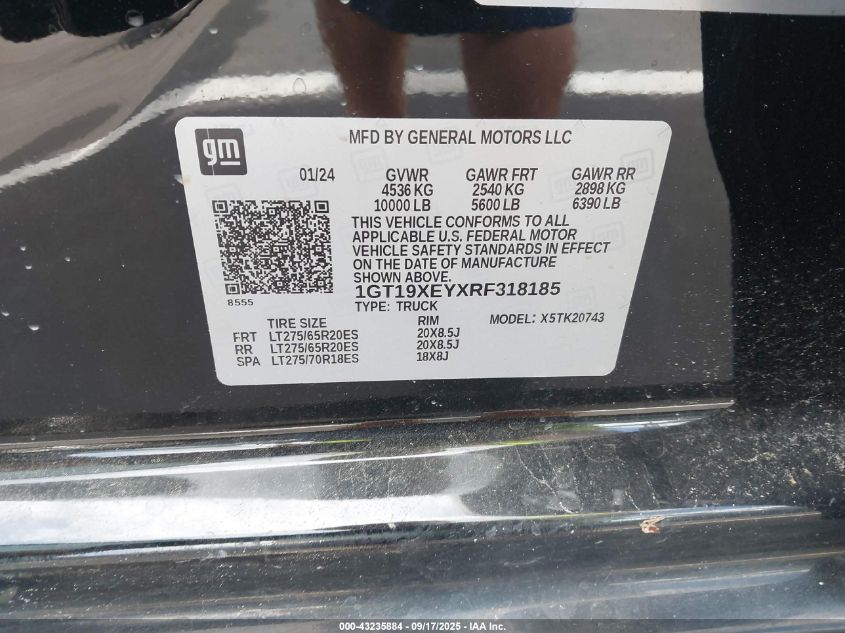 gm
MFD BY GENERAL MOTORS LLC
01/24 GVWR GAWR FRT GAWR RR
4536 KG 2540 KG 2898 KG
10000 LB 5600 LB 6390 LB
THIS VEHICLE CONFORMS TO ALL
APPLICABLE U.S. FEDERAL MOTOR
VEHICLE SAFETY STANDARDS IN EFFECT
ON THE DATE OF MANUFACTURE
SHOWN ABOVE.
8555
1GT19XEYXRF318185
TYPE: TRUCK
TIRE SIZE RIM MODEL: X5TK20743
FRT LT275/65R20ES 20X8.5J
RR LT275/65R20ES 20X8.5J
SPA LT275/70R18ES 18X8J
000-43235884 - 09/17/2025 - IAA Inc.